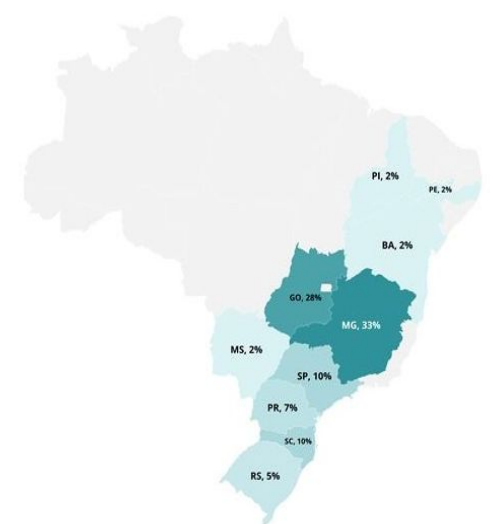 PI, 2%
PE, 2%
BA, 2%
GO, 28%
MG, 33%
MS, 2%
SP, 10%
PR, 7%
SC, 10%
RS, 5%